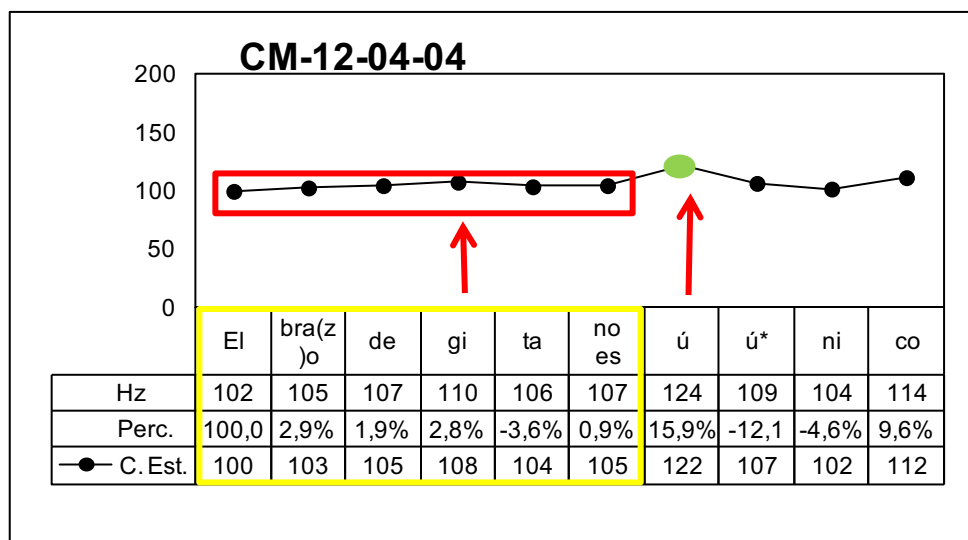 CM-12-04-04
200
150
100
50
0
El bra(z)o de gi ta no es ú ú* ni co
Hz 102 105 107 110 106 107 124 109 104 114
Perc. 100,0 2,9% 1,9% 2,8% -3,6% 0,9% 15,9% -12,1 -4,6% 9,6%
C. Est. 100 103 105 108 104 105 122 107 102 112